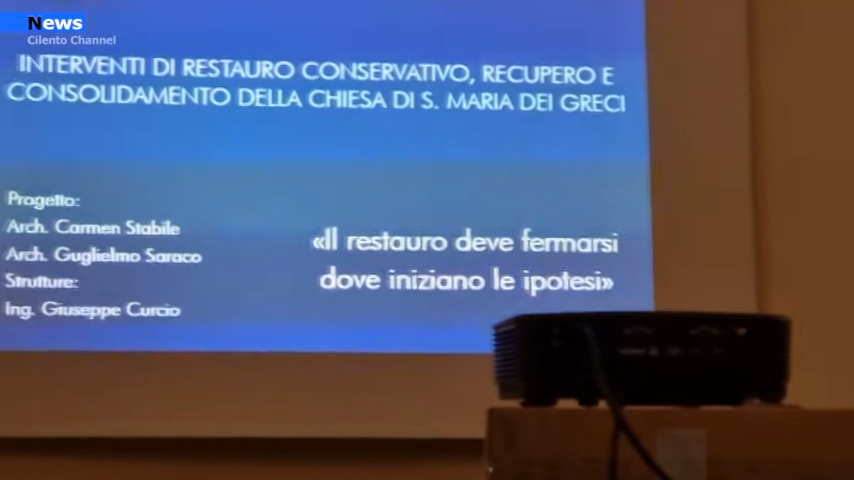 News
Cilento Channel
INTERVENTI DI RESTAURO CONSERVATIVO, RECUPERO E
CONSOLIDAMENTO DELLA CHIESA DI S. MARIA DEI GRECI
Progetto:
Arch. Carmen Stabile
Arch. Guglielmo Saraco
Strutture:
Ing. Giuseppe Curcio
«Il restauro deve fermarsi
dove iniziano le ipotesi»